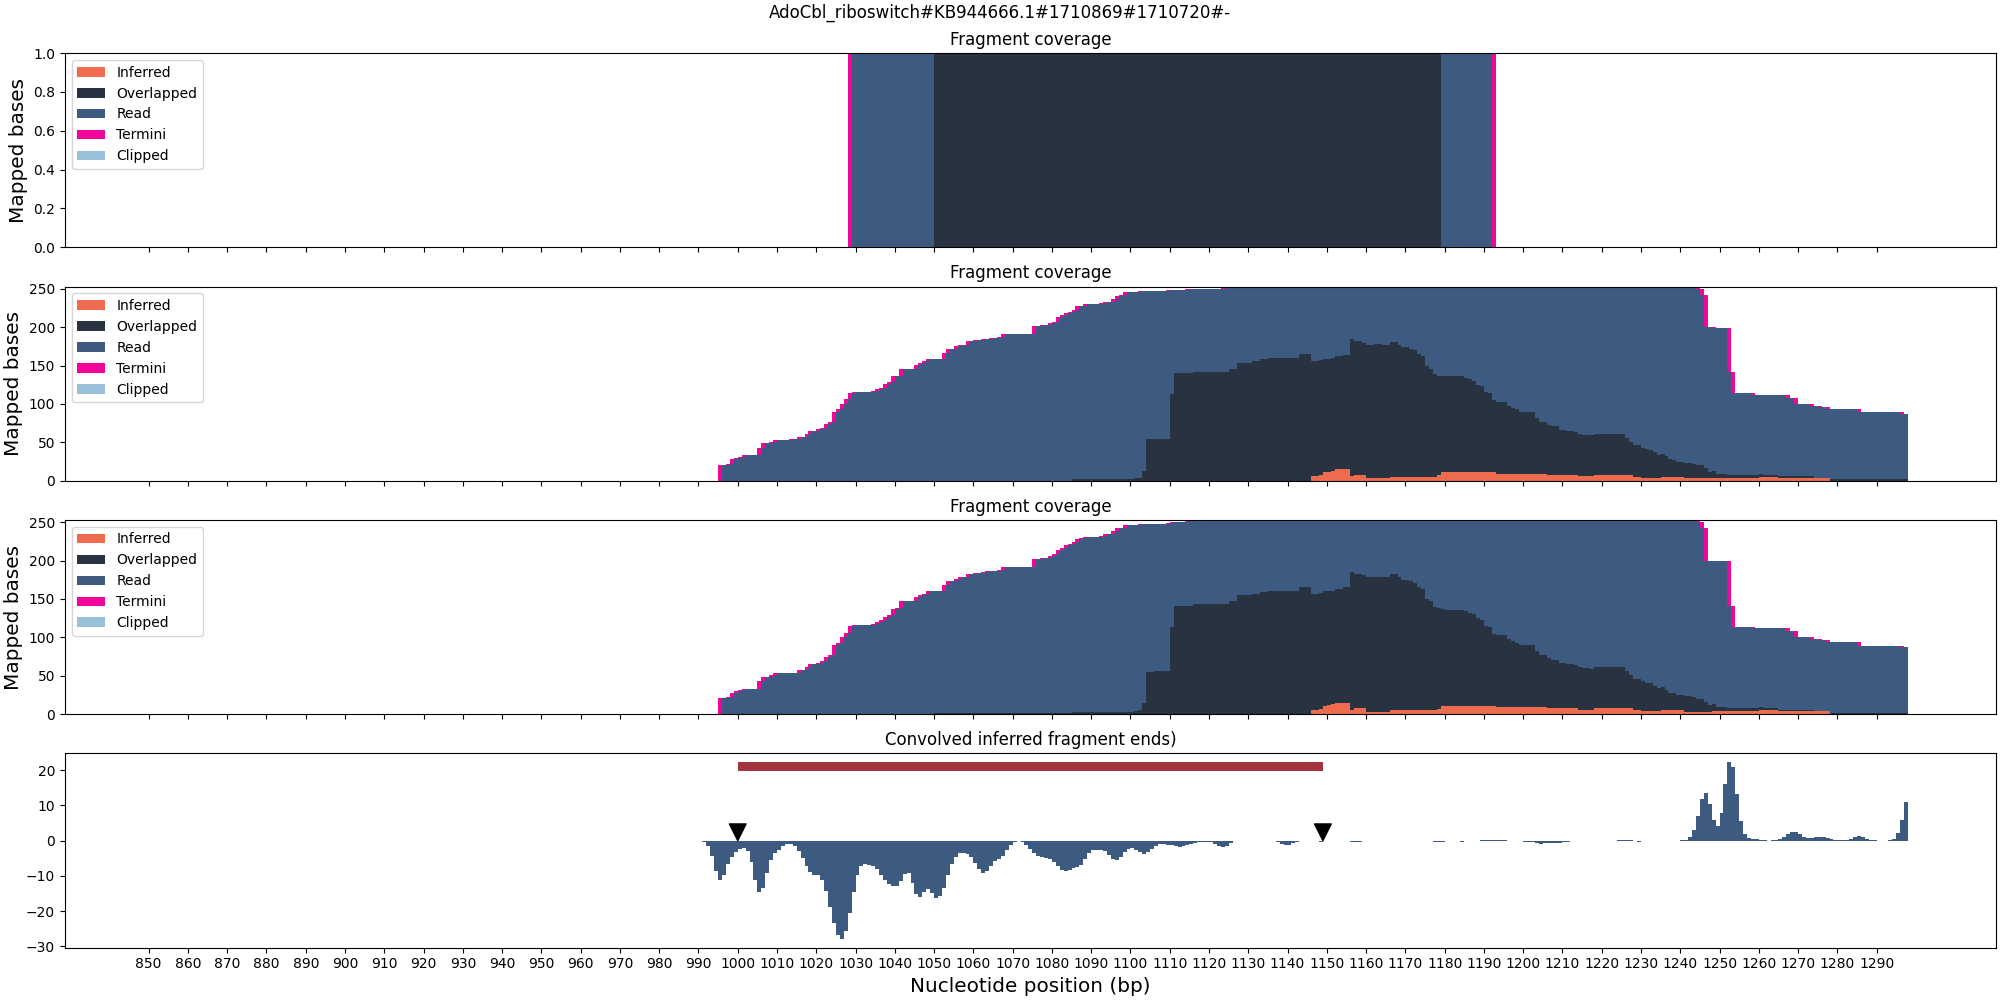 AdoCbl_riboswitch#KB944666.1#1710869#1710720#-
Fragment coverage
Mapped bases
1.0
0.8
0.6
0.4
0.2
0.0
Inferred
Overlapped
Read
Termini
Clipped
Fragment coverage
Mapped bases
250
200
150
100
50
0
Inferred
Overlapped
Read
Termini
Clipped
Fragment coverage
Mapped bases
250
200
150
100
50
0
Inferred
Overlapped
Read
Termini
Clipped
Convolved inferred fragment ends)
20
10
0
−10
−20
−30
850 860 870 880 890 900 910 920 930 940 950 960 970 980 990 1000 1010 1020 1030 1040 1050 1060 1070 1080 1090 1100 1110 1120 1130 1140 1150 1160 1170 1180 1190 1200 1210 1220 1230 1240 1250 1260 1270 1280 1290
Nucleotide position (bp)